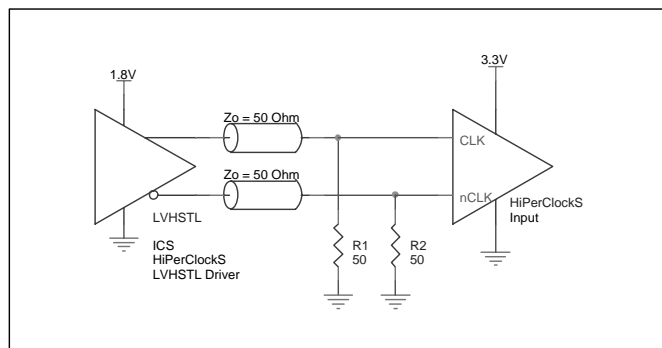 1.8V
3.3V
Zo = 50 Ohm
CLK
Zo = 50 Ohm
nCLK
HiPerClockS
Input
LVHSTL
ICS
HiPerClockS
LVHSTL Driver
R1
50
R2
50